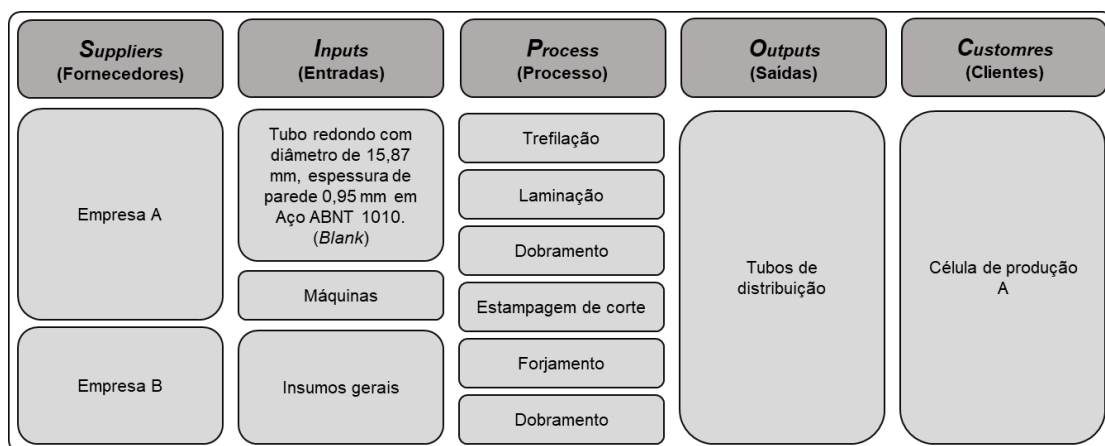 Suppliers
(Fornecedores)
Inputs
(Entradas)
Process
(Processo)
Outputs
(Saídas)
Customres
(Clientes)
Empresa A
Empresa B
Tubo redondo com
diâmetro de 15,87
mm, espessura de
parede 0,95 mm em
Aço ABNT 1010.
(Blank)
Máquinas
Insumos gerais
Trefilação
Laminação
Dobramento
Estampagem de corte
Forjamento
Dobramento
Tubos de
distribuição
Célula de produção
A